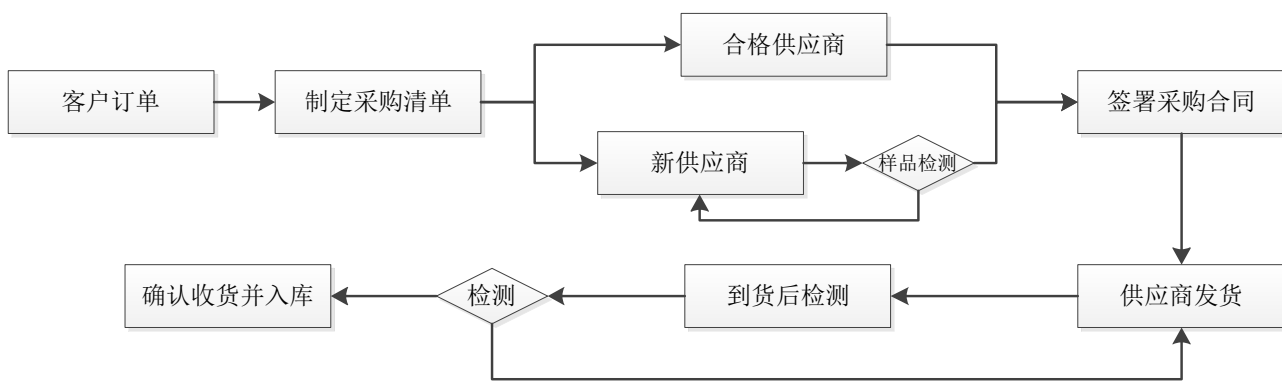 合格供应商
客户订单
制定采购清单
签署采购合同
新供应商
样品检测
确认收货并入库
检测
到货后检测
供应商发货